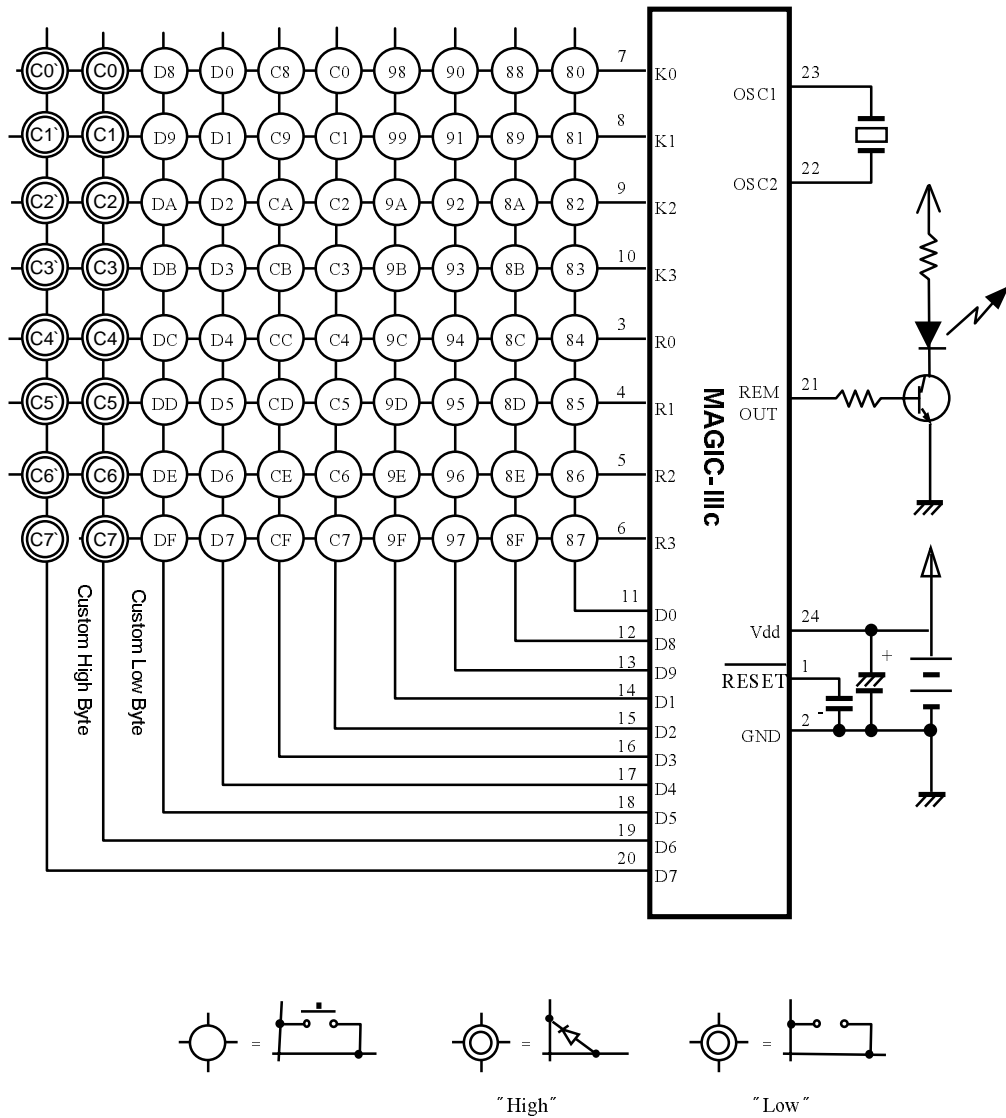 C0` C0 D8 D0 C8 C0 98 90 88 80 7 K0
C1` C1 D9 D1 C9 C1 99 91 89 81 8 K1
C2` C2 DA D2 CA C2 9A 92 8A 82 9 K2
C3` C3 DB D3 CB C3 9B 93 8B 83 10 K3
C4` C4 DC D4 CC C4 9C 94 8C 84 3 R0
C5` C5 DD D5 CD C5 9D 95 8D 85 4 R1
C6` C6 DE D6 CE C6 9E 96 8E 86 5 R2
C7` C7 DF D7 CF C7 9F 97 8F 87 6 R3
Custom High Byte
Custom Low Byte
11 D0
12 D8
13 D9
14 D1
15 D2
16 D3
17 D4
18 D5
19 D6
20 D7
MAGIC-IIIc
OSC1 23
OSC2 22
REM OUT 21
Vdd 24
+
RESET 1
-
GND 2
=
= "High"
= "Low"